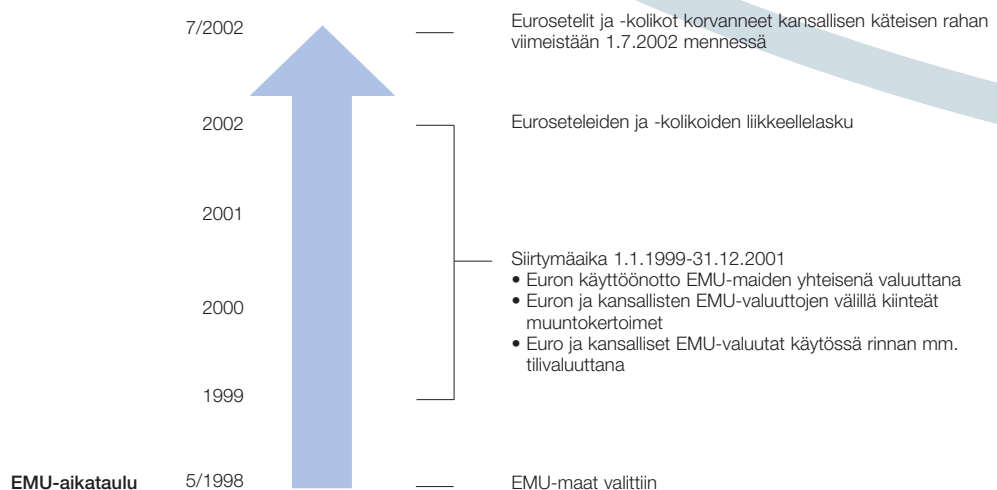 7/2002
Eurosetelit ja -kolikot korvanneet kansallisen käteisen rahan
viimeistään 1.7.2002 mennessä
2002
Euroseteleiden ja -kolikoiden liikkeellelasku
2001
Siirtymäaika 1.1.1999-31.12.2001
• Euron käyttöönotto EMU-maiden yhteisenä valuuttana
• Euron ja kansallisten EMU-valuuttojen välillä kiinteät
muuntokertoimet
• Euro ja kansalliset EMU-valuutat käytössä rinnan mm.
tilivaluuttana
2000
1999
EMU-aikataulu
5/1998
EMU-maat valittiin